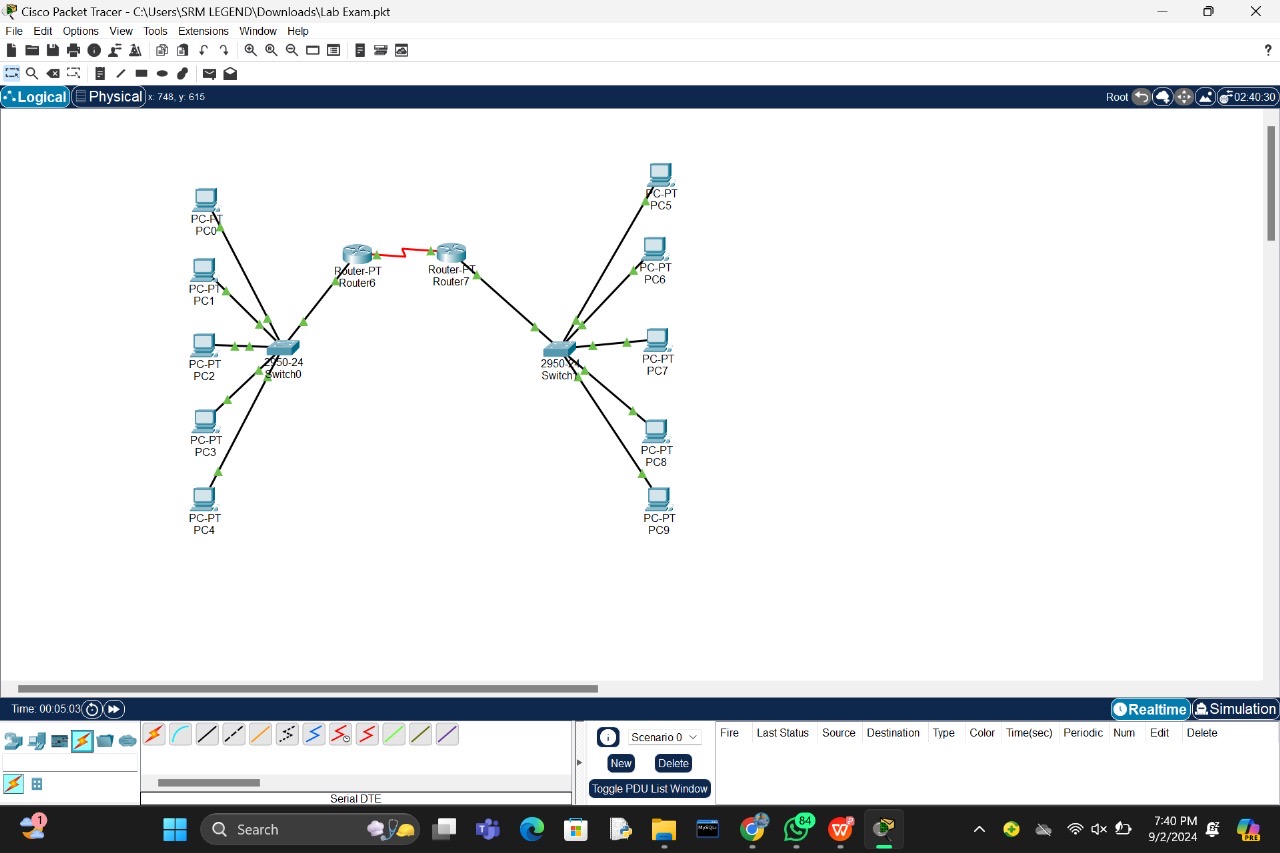 Cisco Packet Tracer - C:\Users\SRM LEGEND\Downloads\Lab Exam.pkt
File Edit Options View Tools Extensions Window Help
?
Logical Physical x: 748, y: 615 Root 02:40:30
PC-PT
PC0
PC-PT
PC1
PC-PT
PC2
PC-PT
PC3
PC-PT
PC4
2950-24
Switch0
Router-PT
Router6
Router-PT
Router7
2950-24
Switch
PC-PT
PC5
PC-PT
PC6
PC-PT
PC7
PC-PT
PC8
PC-PT
PC9
Time: 00:05:03 Realtime Simulation
Serial DTE
Scenario 0
New Delete
Toggle PDU List Window
Fire Last Status Source Destination Type Color Time(sec) Periodic Num Edit Delete
1
Search
MySQL
84
7:40 PM
9/2/2024
PRE